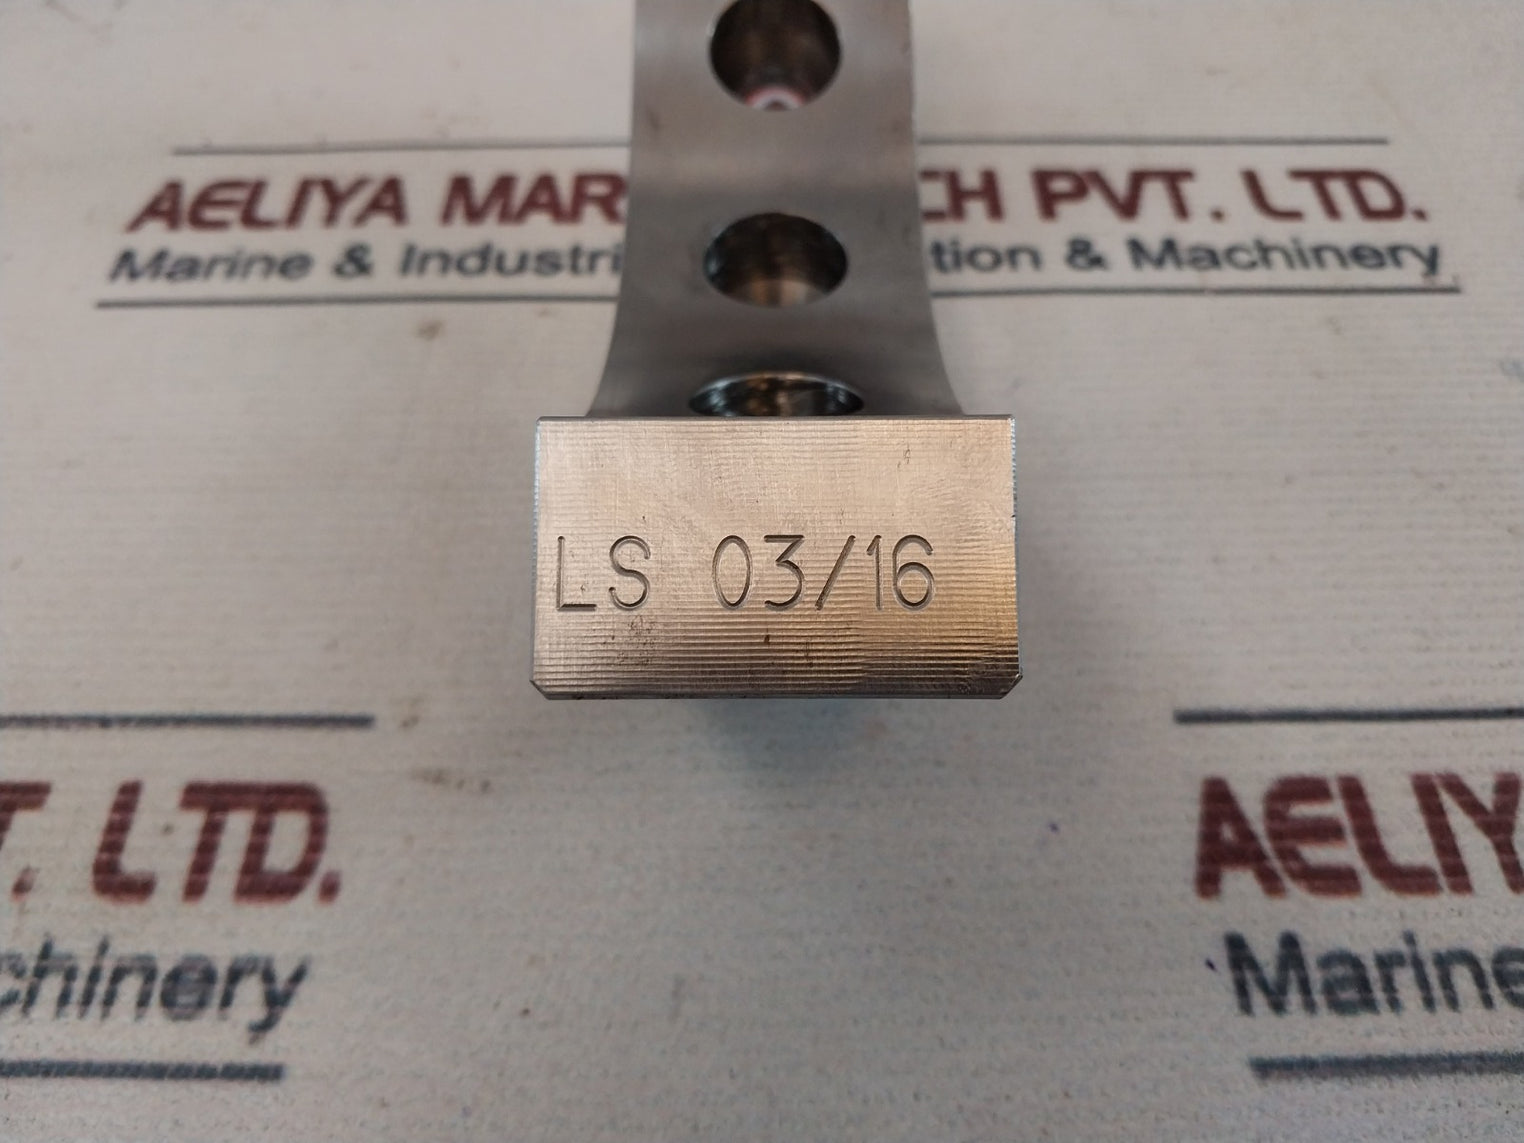 AELIYA MAR CH PVT. LTD.
Marine & Industri tion & Machinery
LS 03/16
T. LTD.
chinery
AELIY
Marine